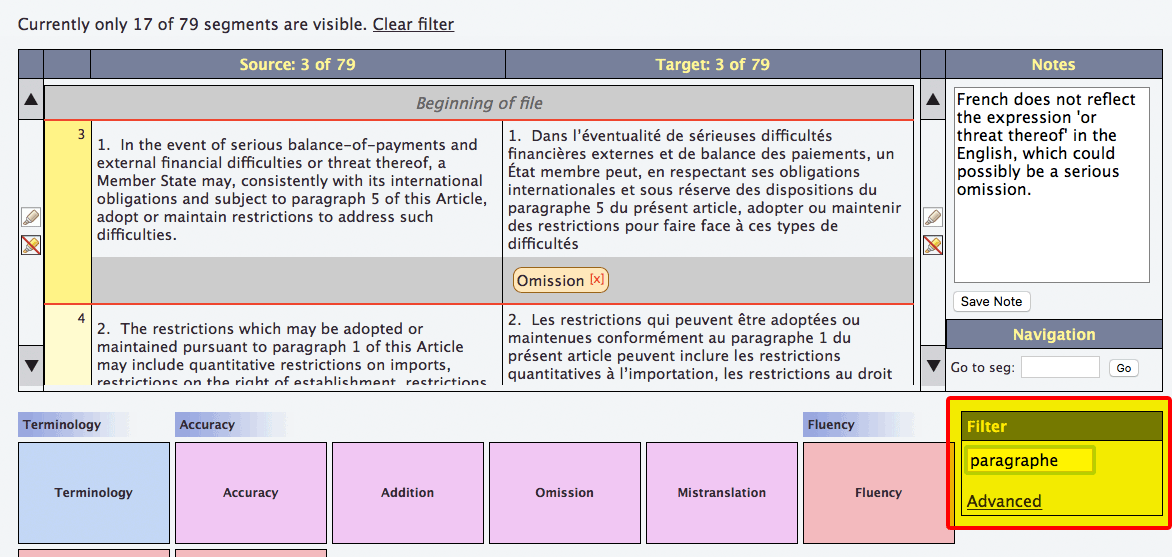 Currently only 17 of 79 segments are visible. Clear filter
Source: 3 of 79
Target: 3 of 79
Notes
Beginning of file
3
1. In the event of serious balance-of-payments and
external financial difficulties or threat thereof, a
Member State may, consistently with its international
obligations and subject to paragraph 5 of this Article,
adopt or maintain restrictions to address such
difficulties.
1. Dans l'éventualité de sérieuses difficultés
financières externes et de balance des paiements, un
État membre peut, en respectant ses obligations
internationales et sous réserve des dispositions du
paragraphe 5 du présent article, adopter ou maintenir
des restrictions pour faire face à ces types de
difficultés
Omission [x]
French does not reflect
the expression 'or
threat thereof' in the
English, which could
possibly be a serious
omission.
Save Note
4
2. The restrictions which may be adopted or
maintained pursuant to paragraph 1 of this Article
may include quantitative restrictions on imports,
restrictions on the right of establishment, restrictions
2. Les restrictions qui peuvent être adoptées ou
maintenues conformément au paragraphe 1 du
présent article peuvent inclure les restrictions
quantitatives à l'importation, les restrictions au droit
Navigation
Go to seg:
Go
Terminology
Accuracy
Fluency
Terminology
Accuracy
Addition
Omission
Mistranslation
Fluency
Filter
paragraphe
Advanced